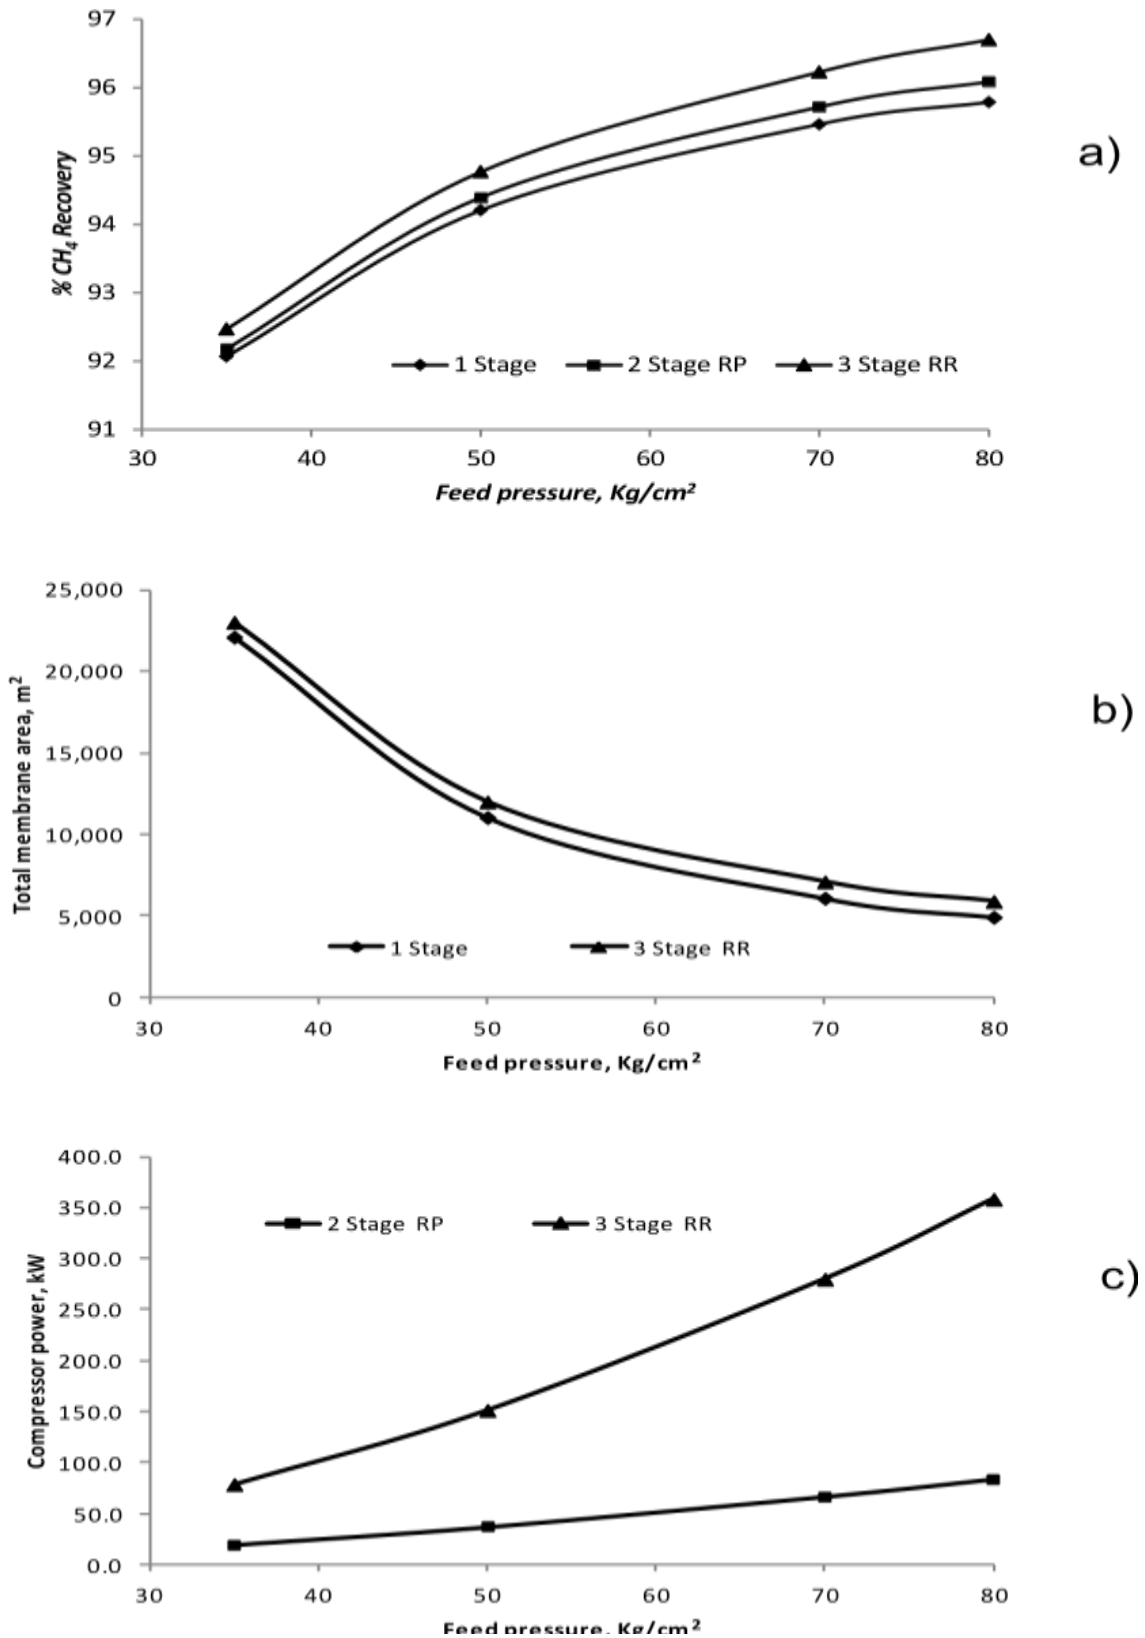 97
96
95
94
93
92
91
% CH₄ Recovery
1 Stage 2 Stage RP 3 Stage RR
30 40 50 60 70 80
Feed pressure, Kg/cm²
a)
25,000
20,000
15,000
10,000
5,000
0
Total membrane area, m²
1 Stage 3 Stage RR
30 40 50 60 70 80
Feed pressure, Kg/cm²
b)
400.0
350.0
300.0
250.0
200.0
150.0
100.0
50.0
0.0
Compressor power, kW
2 Stage RP 3 Stage RR
30 40 50 60 70 80
Feed pressure, Kg/cm²
c)